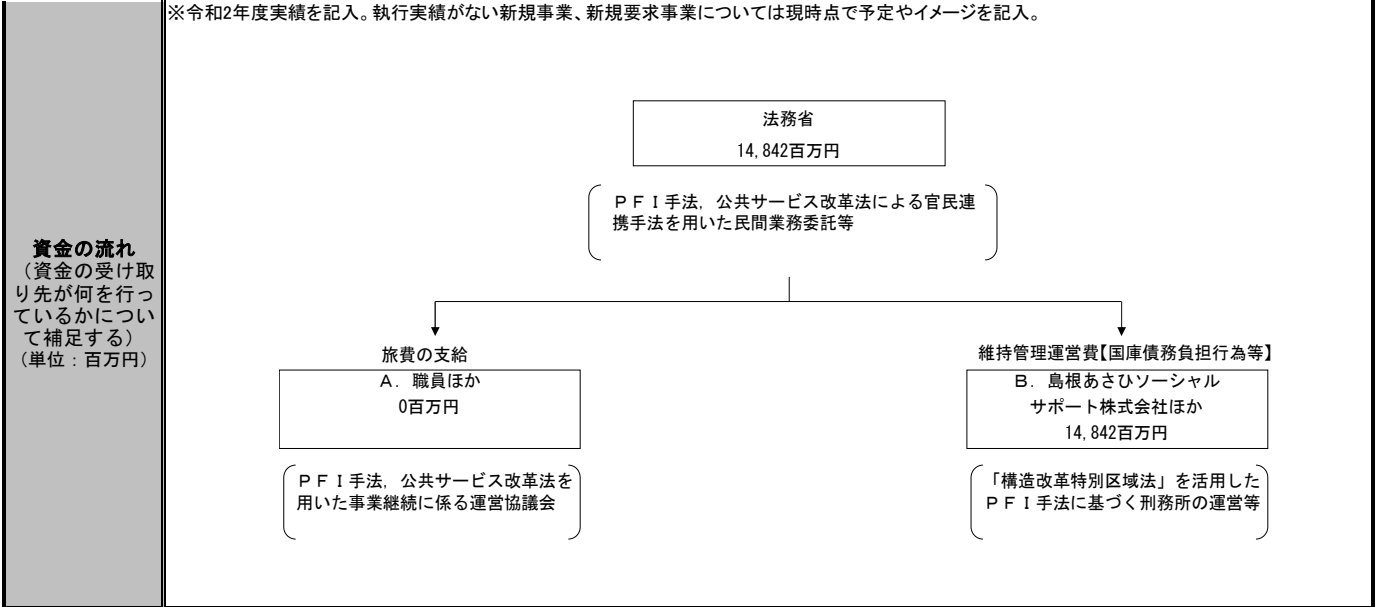 ※令和2年度実績を記入。執行実績がない新規事業、新規要求事業については現時点で予定やイメージを記入。
資金の流れ
(資金の受け取
り先が何を行っ
ているかについ
て補足する)
(単位:百万円)
法務省
14,842百万円
PFI手法,公共サービス改革法による官民連
携手法を用いた民間業務委託等
旅費の支給
A.職員ほか
0百万円
PFI手法,公共サービス改革法を
用いた事業継続に係る運営協議会
維持管理運営費【国庫債務負担行為等】
B.島根あさひソーシャル
サポート株式会社ほか
14,842百万円
「構造改革特別区域法」を活用した
PFI手法に基づく刑務所の運営等